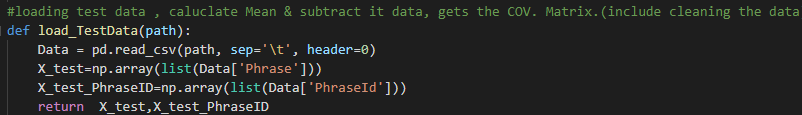 #loading test data , caluclate Mean & subtract it data, gets the COV. Matrix.(include cleaning the data
def load_TestData(path):
    Data = pd.read_csv(path, sep='\t', header=0)
    X_test=np.array(list(Data['Phrase']))
    X_test_PhraseID=np.array(list(Data['PhraseId']))
    return  X_test,X_test_PhraseID